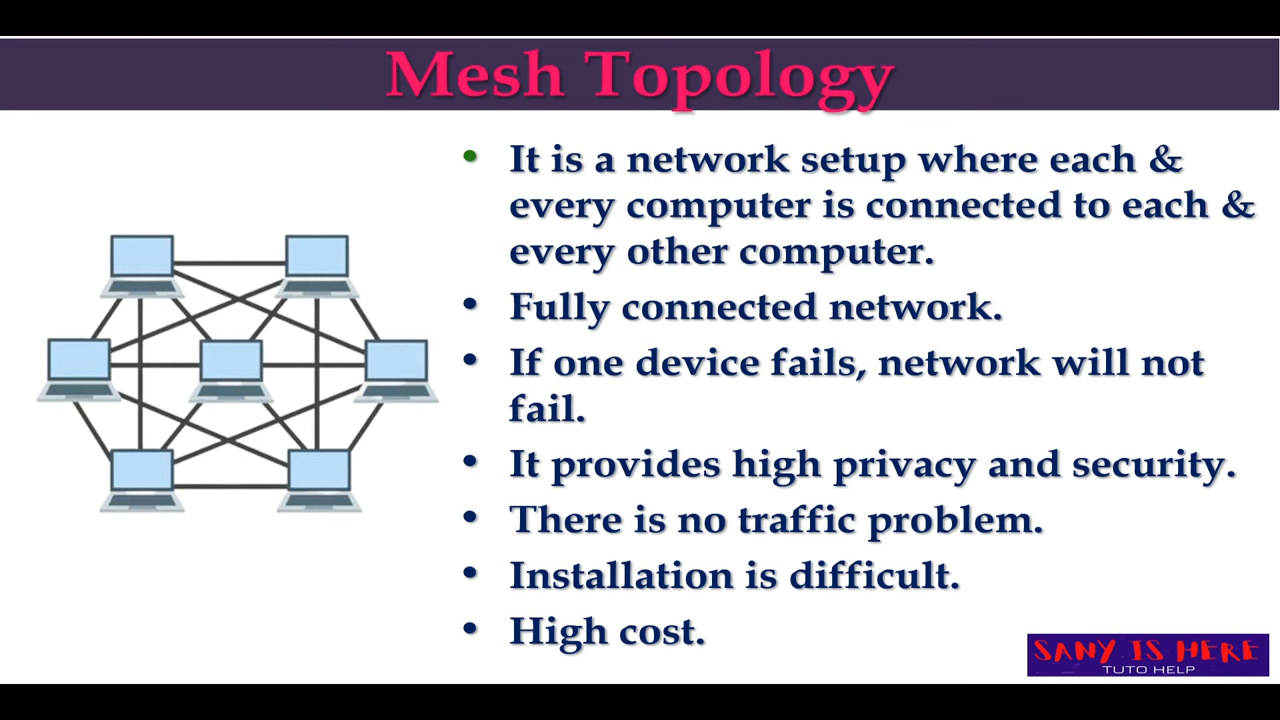 Mesh Topology
• It is a network setup where each &
every computer is connected to each &
every other computer.
• Fully connected network.
• If one device fails, network will not
fail.
• It provides high privacy and security.
• There is no traffic problem.
• Installation is difficult.
• High cost.
SANY IS HERE
TUTO HELP